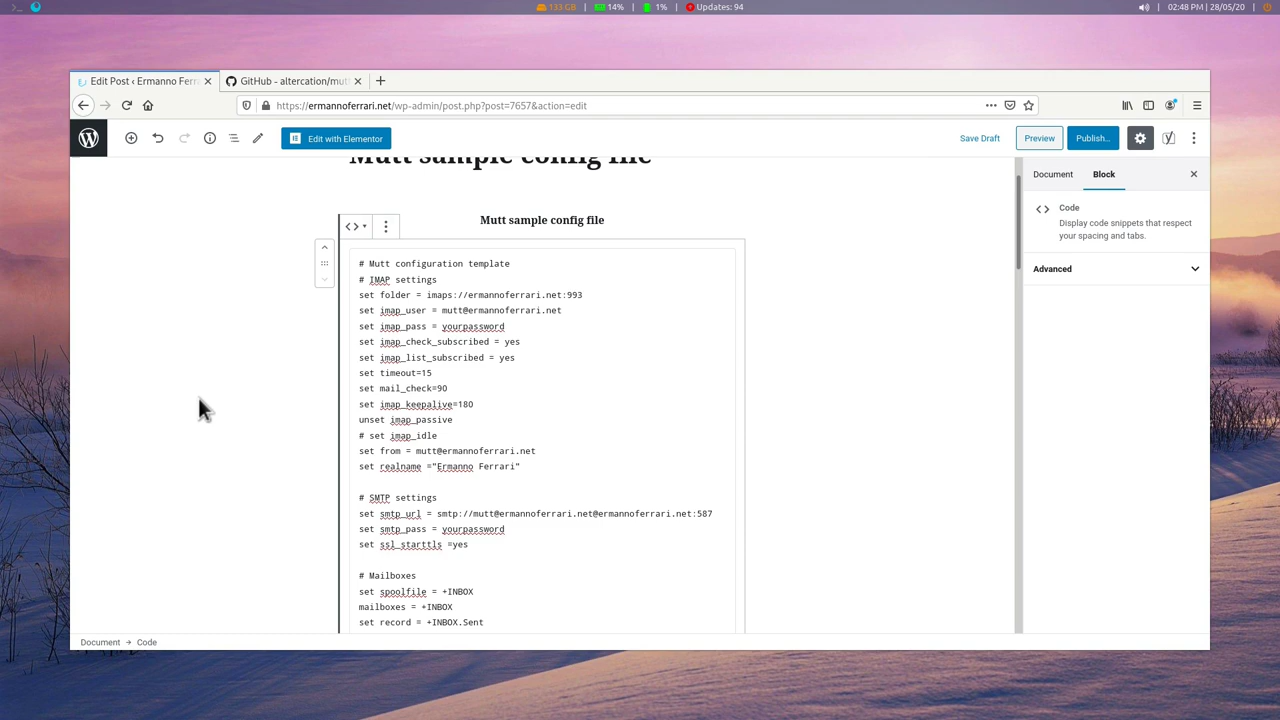 133 GB | 14% | 1% | Updates: 94
02:48 PM | 28/05/20
Edit Post ‹ Ermanno Ferr
GitHub - altercation/mut
https://ermannoferrari.net/wp-admin/post.php?post=7657&action=edit
Edit with Elementor
Save Draft
Preview
Publish...
Mutt sample config file
Document
Block
Mutt sample config file
Code
Display code snippets that respect
your spacing and tabs.
Advanced
# Mutt configuration template
# IMAP settings
set folder = imaps://ermannoferrari.net:993
set imap_user = mutt@ermannoferrari.net
set imap_pass = yourpassword
set imap_check_subscribed = yes
set imap_list_subscribed = yes
set timeout=15
set mail_check=90
set imap_keepalive=180
unset imap_passive
# set imap_idle
set from = mutt@ermannoferrari.net
set realname ="Ermanno Ferrari"
# SMTP settings
set smtp_url = smtp://mutt@ermannoferrari.net@ermannoferrari.net:587
set smtp_pass = yourpassword
set ssl_starttls =yes
# Mailboxes
set spoolfile = +INBOX
mailboxes = +INBOX
set record = +INBOX.Sent
Document → Code